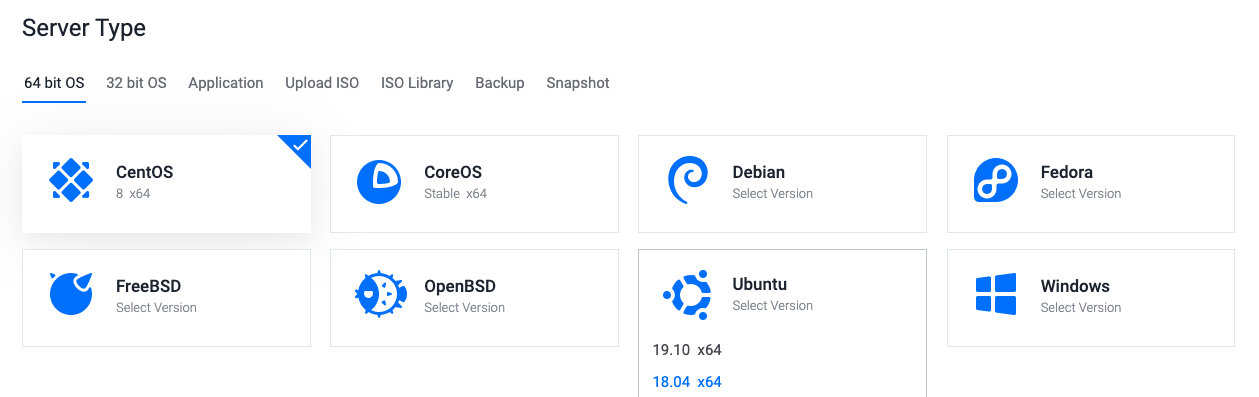 Server Type
64 bit OS 32 bit OS Application Upload ISO ISO Library Backup Snapshot
CentOS
8 x64
CoreOS
Stable x64
Debian
Select Version
Fedora
Select Version
FreeBSD
Select Version
OpenBSD
Select Version
Ubuntu
Select Version
19.10 x64
18.04 x64
Windows
Select Version